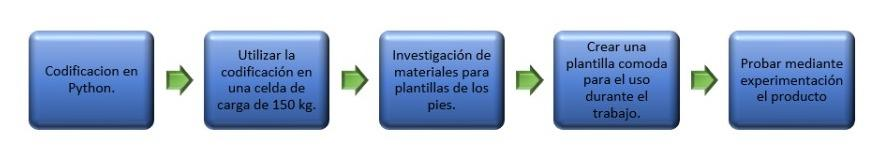 Codificacion en
Python.
Utilizar la
codificación en
una celda de
carga de 150 kg.
Investigación de
materiales para
plantillas de los
pies.
Crear una
plantilla comoda
para el uso
durante el
trabajo.
Probar mediante
experimentación
el producto